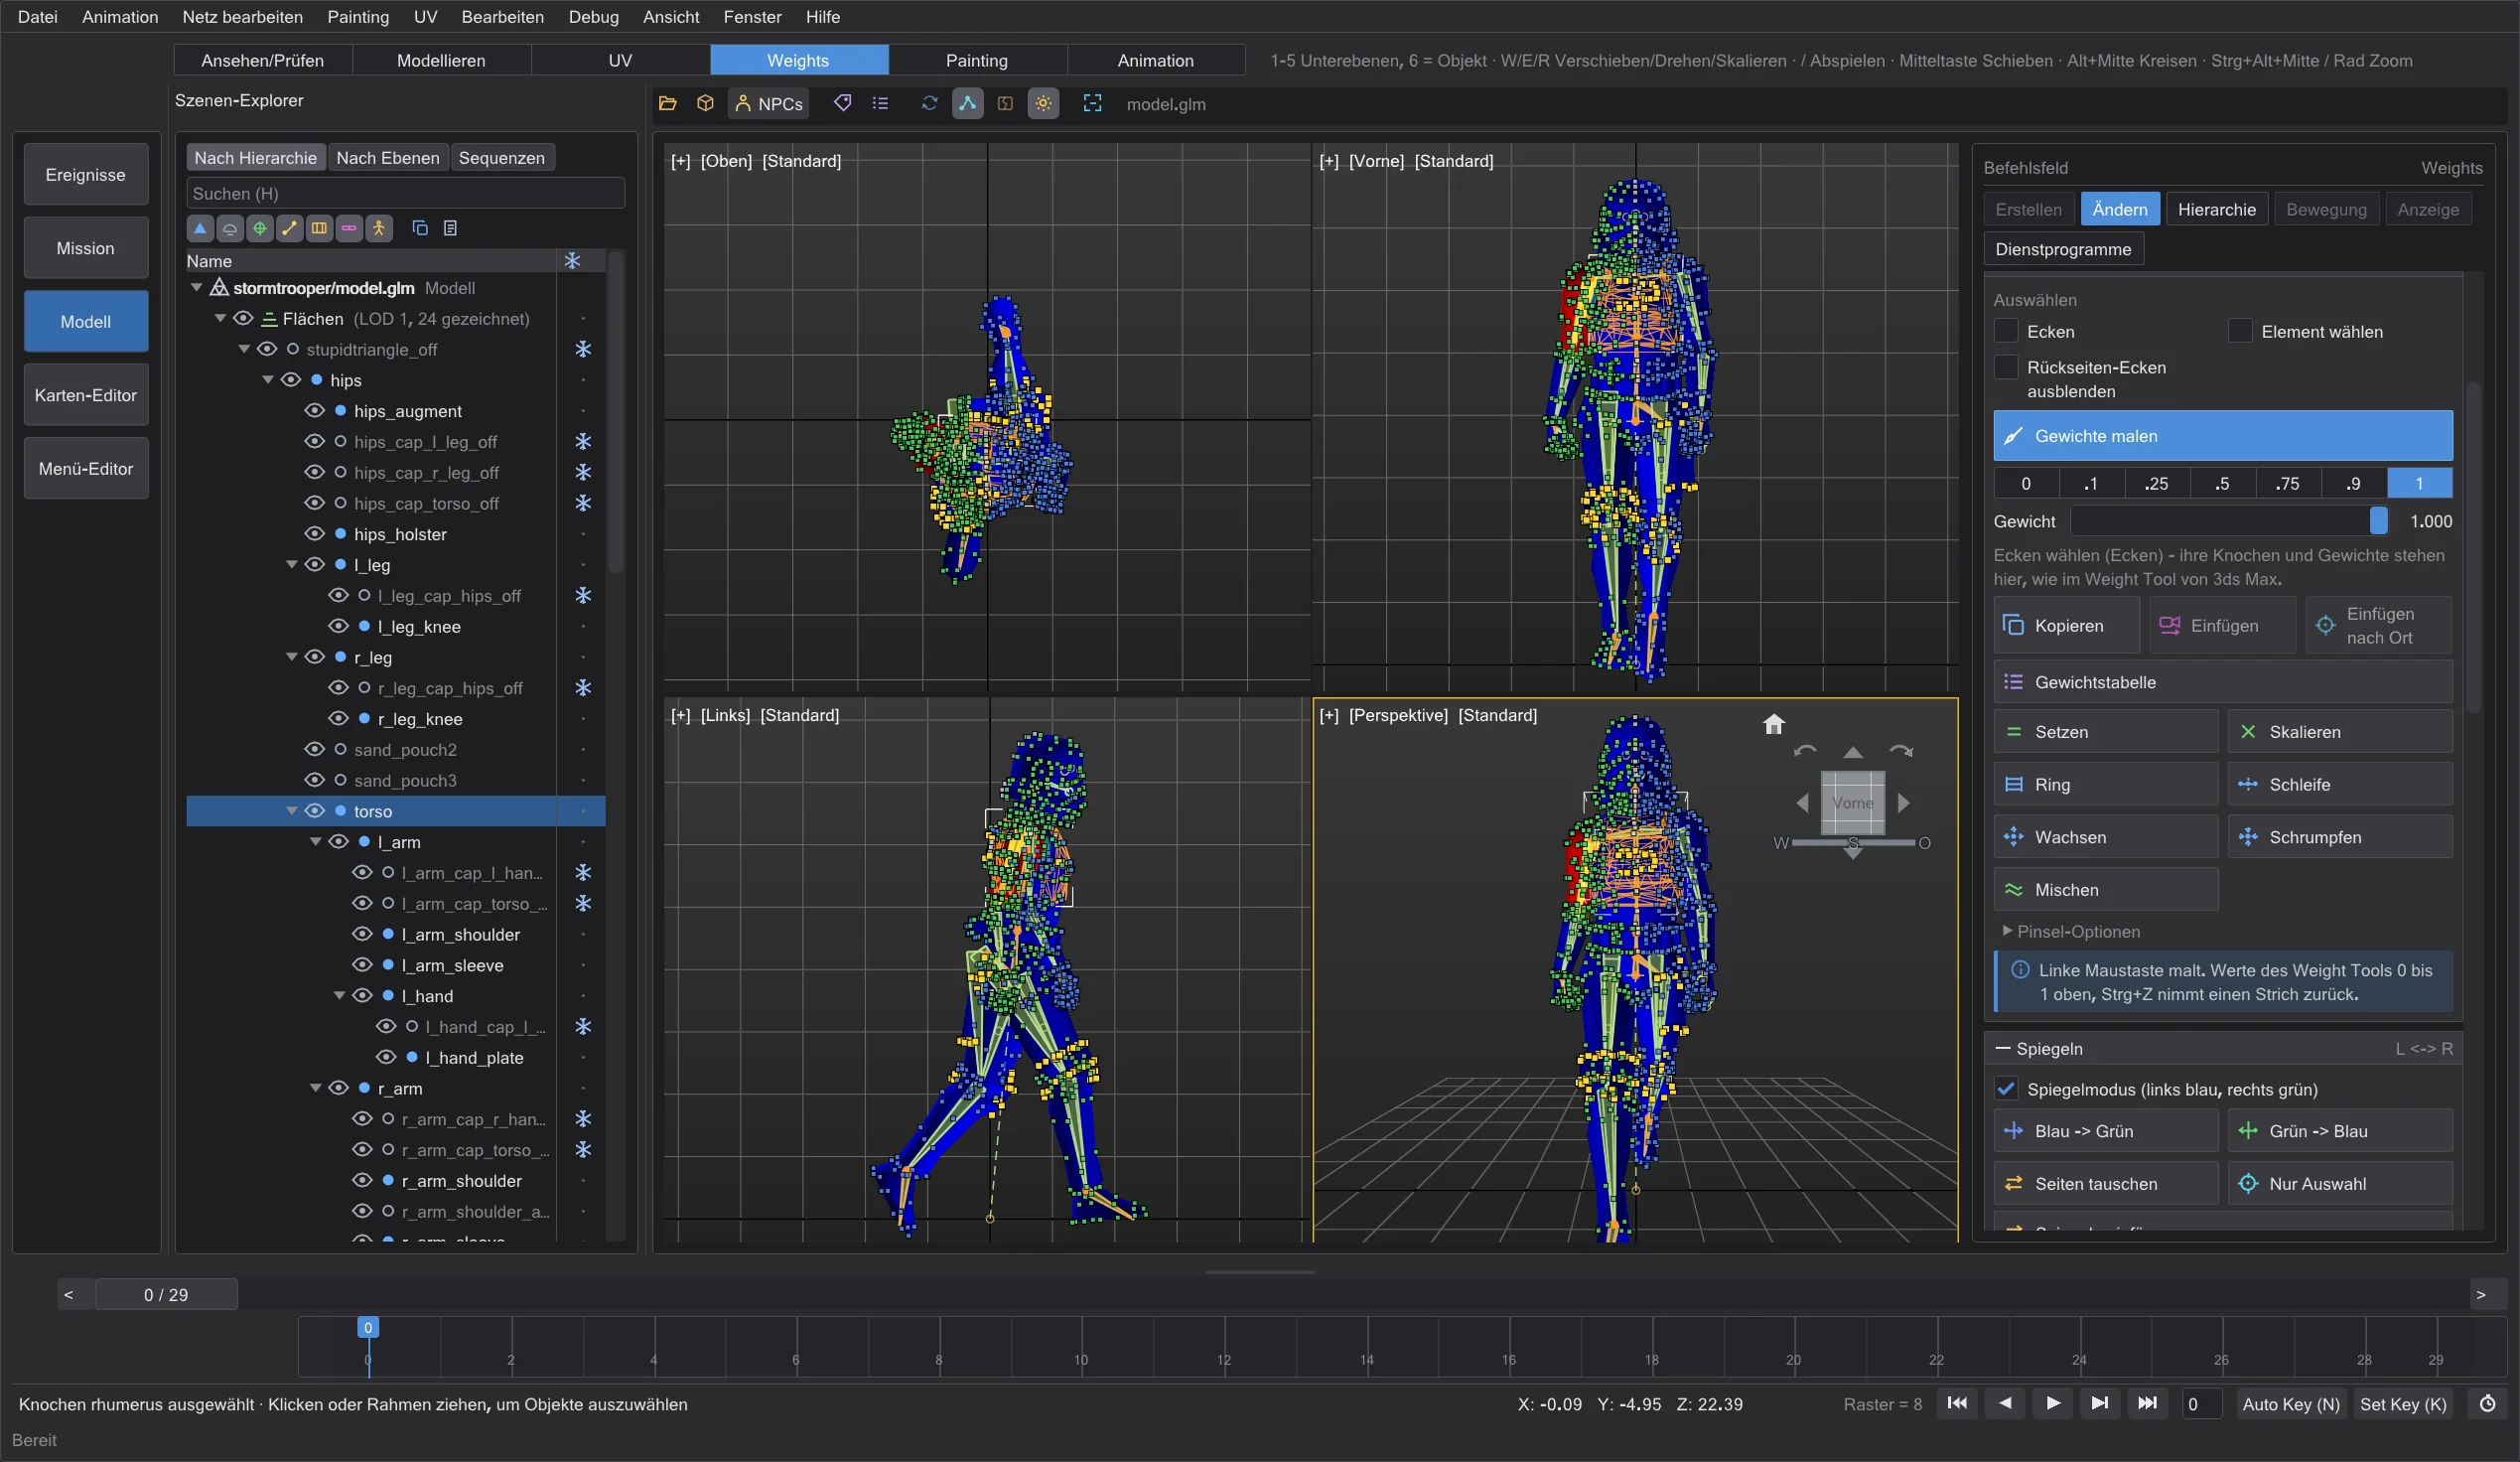 Datei Animation Netz bearbeiten Painting UV Bearbeiten Debug Ansicht Fenster Hilfe
Ansehen/Prüfen Modellieren UV Weights Painting Animation 1-5 Unterebenen, 6 = Objekt · W/E/R Verschieben/Drehen/Skalieren · / Abspielen · Mitteltaste Schieben · Alt+Mitte Kreisen · Strg+Alt+Mitte / Rad Zoom
Szenen-Explorer
NPCs model.glm
Ereignisse
Mission
Modell
Karten-Editor
Menü-Editor
Nach Hierarchie Nach Ebenen Sequenzen
Suchen (H)
Name
stormtrooper/model.glm Modell
Flächen (LOD 1, 24 gezeichnet)
stupidtriangle_off
hips
hips_augment
hips_cap_l_leg_off
hips_cap_r_leg_off
hips_cap_torso_off
hips_holster
l_leg
l_leg_cap_hips_off
l_leg_knee
r_leg
r_leg_cap_hips_off
r_leg_knee
sand_pouch2
sand_pouch3
torso
l_arm
l_arm_cap_l_han...
l_arm_cap_torso_...
l_arm_shoulder
l_arm_sleeve
l_hand
l_hand_cap_l_...
l_hand_plate
r_arm
r_arm_cap_r_han...
r_arm_cap_torso_...
r_arm_shoulder
r_arm_shoulder_a...
r_arm_sleeve
[+] [Oben] [Standard]
[+] [Vorne] [Standard]
[+] [Links] [Standard]
[+] [Perspektive] [Standard]
Vorne
W S O
Befehlsfeld Weights
Erstellen Ändern Hierarchie Bewegung Anzeige
Dienstprogramme
Auswählen
Ecken Element wählen
Rückseiten-Ecken
ausblenden
Gewichte malen
0 .1 .25 .5 .75 .9 1
Gewicht 1.000
Ecken wählen (Ecken) - ihre Knochen und Gewichte stehen
hier, wie im Weight Tool von 3ds Max.
Kopieren Einfügen Einfügen
nach Ort
Gewichtstabelle
Setzen Skalieren
Ring Schleife
Wachsen Schrumpfen
Mischen
Pinsel-Optionen
Linke Maustaste malt. Werte des Weight Tools 0 bis
1 oben, Strg+Z nimmt einen Strich zurück.
Spiegeln L <-> R
Spiegelmodus (links blau, rechts grün)
Blau -> Grün Grün -> Blau
Seiten tauschen Nur Auswahl
< 0 / 29 >
0
0 2 4 6 8 10 12 14 16 18 20 22 24 26 28 29
Knochen rhumerus ausgewählt · Klicken oder Rahmen ziehen, um Objekte auszuwählen X: -0.09 Y: -4.95 Z: 22.39 Raster = 8 0 Auto Key (N) Set Key (K)
Bereit